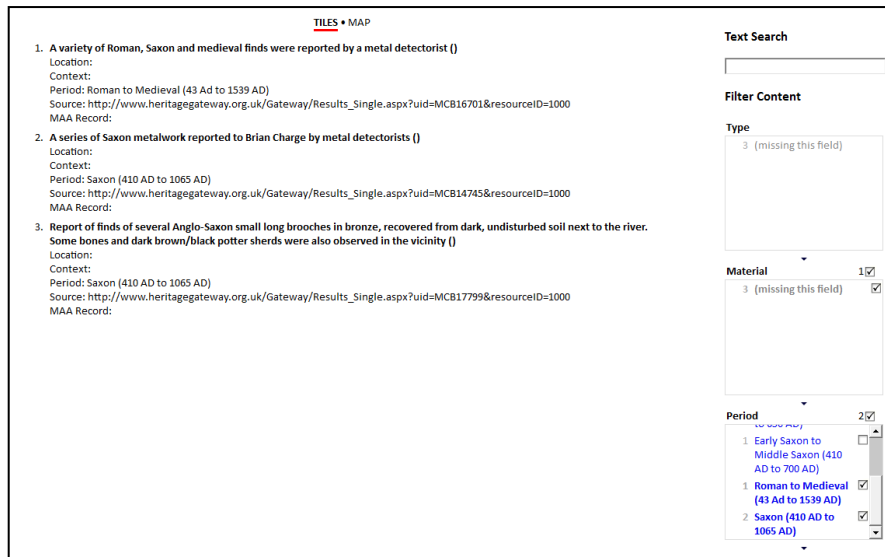 TILES • MAP
1. A variety of Roman, Saxon and medieval finds were reported by a metal detectorist ()
Location:
Context:
Period: Roman to Medieval (43 Ad to 1539 AD)
Source: http://www.heritagegateway.org.uk/Gateway/Results_Single.aspx?uid=MCB16701&resourceID=1000
MAA Record:
2. A series of Saxon metalwork reported to Brian Charge by metal detectorists ()
Location:
Context:
Period: Saxon (410 AD to 1065 AD)
Source: http://www.heritagegateway.org.uk/Gateway/Results_Single.aspx?uid=MCB14745&resourceID=1000
MAA Record:
3. Report of finds of several Anglo-Saxon small long brooches in bronze, recovered from dark, undisturbed soil next to the river.
Some bones and dark brown/black potter sherds were also observed in the vicinity ()
Location:
Context:
Period: Saxon (410 AD to 1065 AD)
Source: http://www.heritagegateway.org.uk/Gateway/Results_Single.aspx?uid=MCB17799&resourceID=1000
MAA Record:
Text Search
Filter Content
Type
3 (missing this field)
Material 1
3 (missing this field)
Period 2
to 650 AD)
1 Early Saxon to
Middle Saxon (410
AD to 700 AD)
1 Roman to Medieval
(43 Ad to 1539 AD)
2 Saxon (410 AD to
1065 AD)